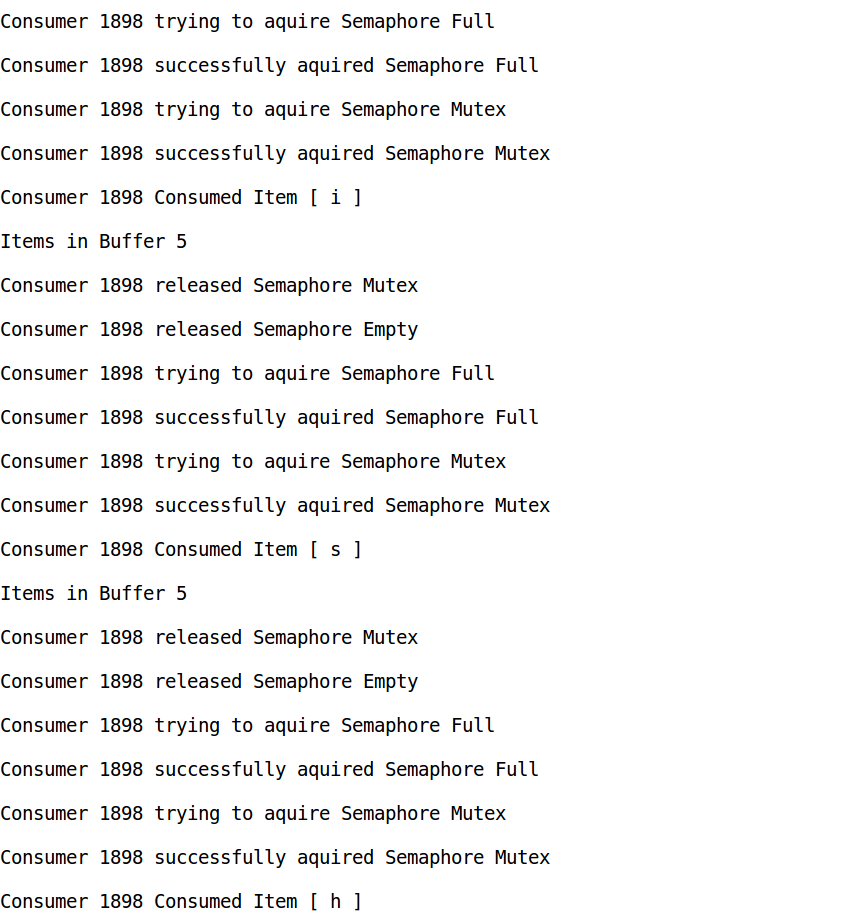 Consumer 1898 trying to aquire Semaphore Full
Consumer 1898 successfully aquired Semaphore Full
Consumer 1898 trying to aquire Semaphore Mutex
Consumer 1898 successfully aquired Semaphore Mutex
Consumer 1898 Consumed Item [ i ]
Items in Buffer 5
Consumer 1898 released Semaphore Mutex
Consumer 1898 released Semaphore Empty
Consumer 1898 trying to aquire Semaphore Full
Consumer 1898 successfully aquired Semaphore Full
Consumer 1898 trying to aquire Semaphore Mutex
Consumer 1898 successfully aquired Semaphore Mutex
Consumer 1898 Consumed Item [ s ]
Items in Buffer 5
Consumer 1898 released Semaphore Mutex
Consumer 1898 released Semaphore Empty
Consumer 1898 trying to aquire Semaphore Full
Consumer 1898 successfully aquired Semaphore Full
Consumer 1898 trying to aquire Semaphore Mutex
Consumer 1898 successfully aquired Semaphore Mutex
Consumer 1898 Consumed Item [ h ]